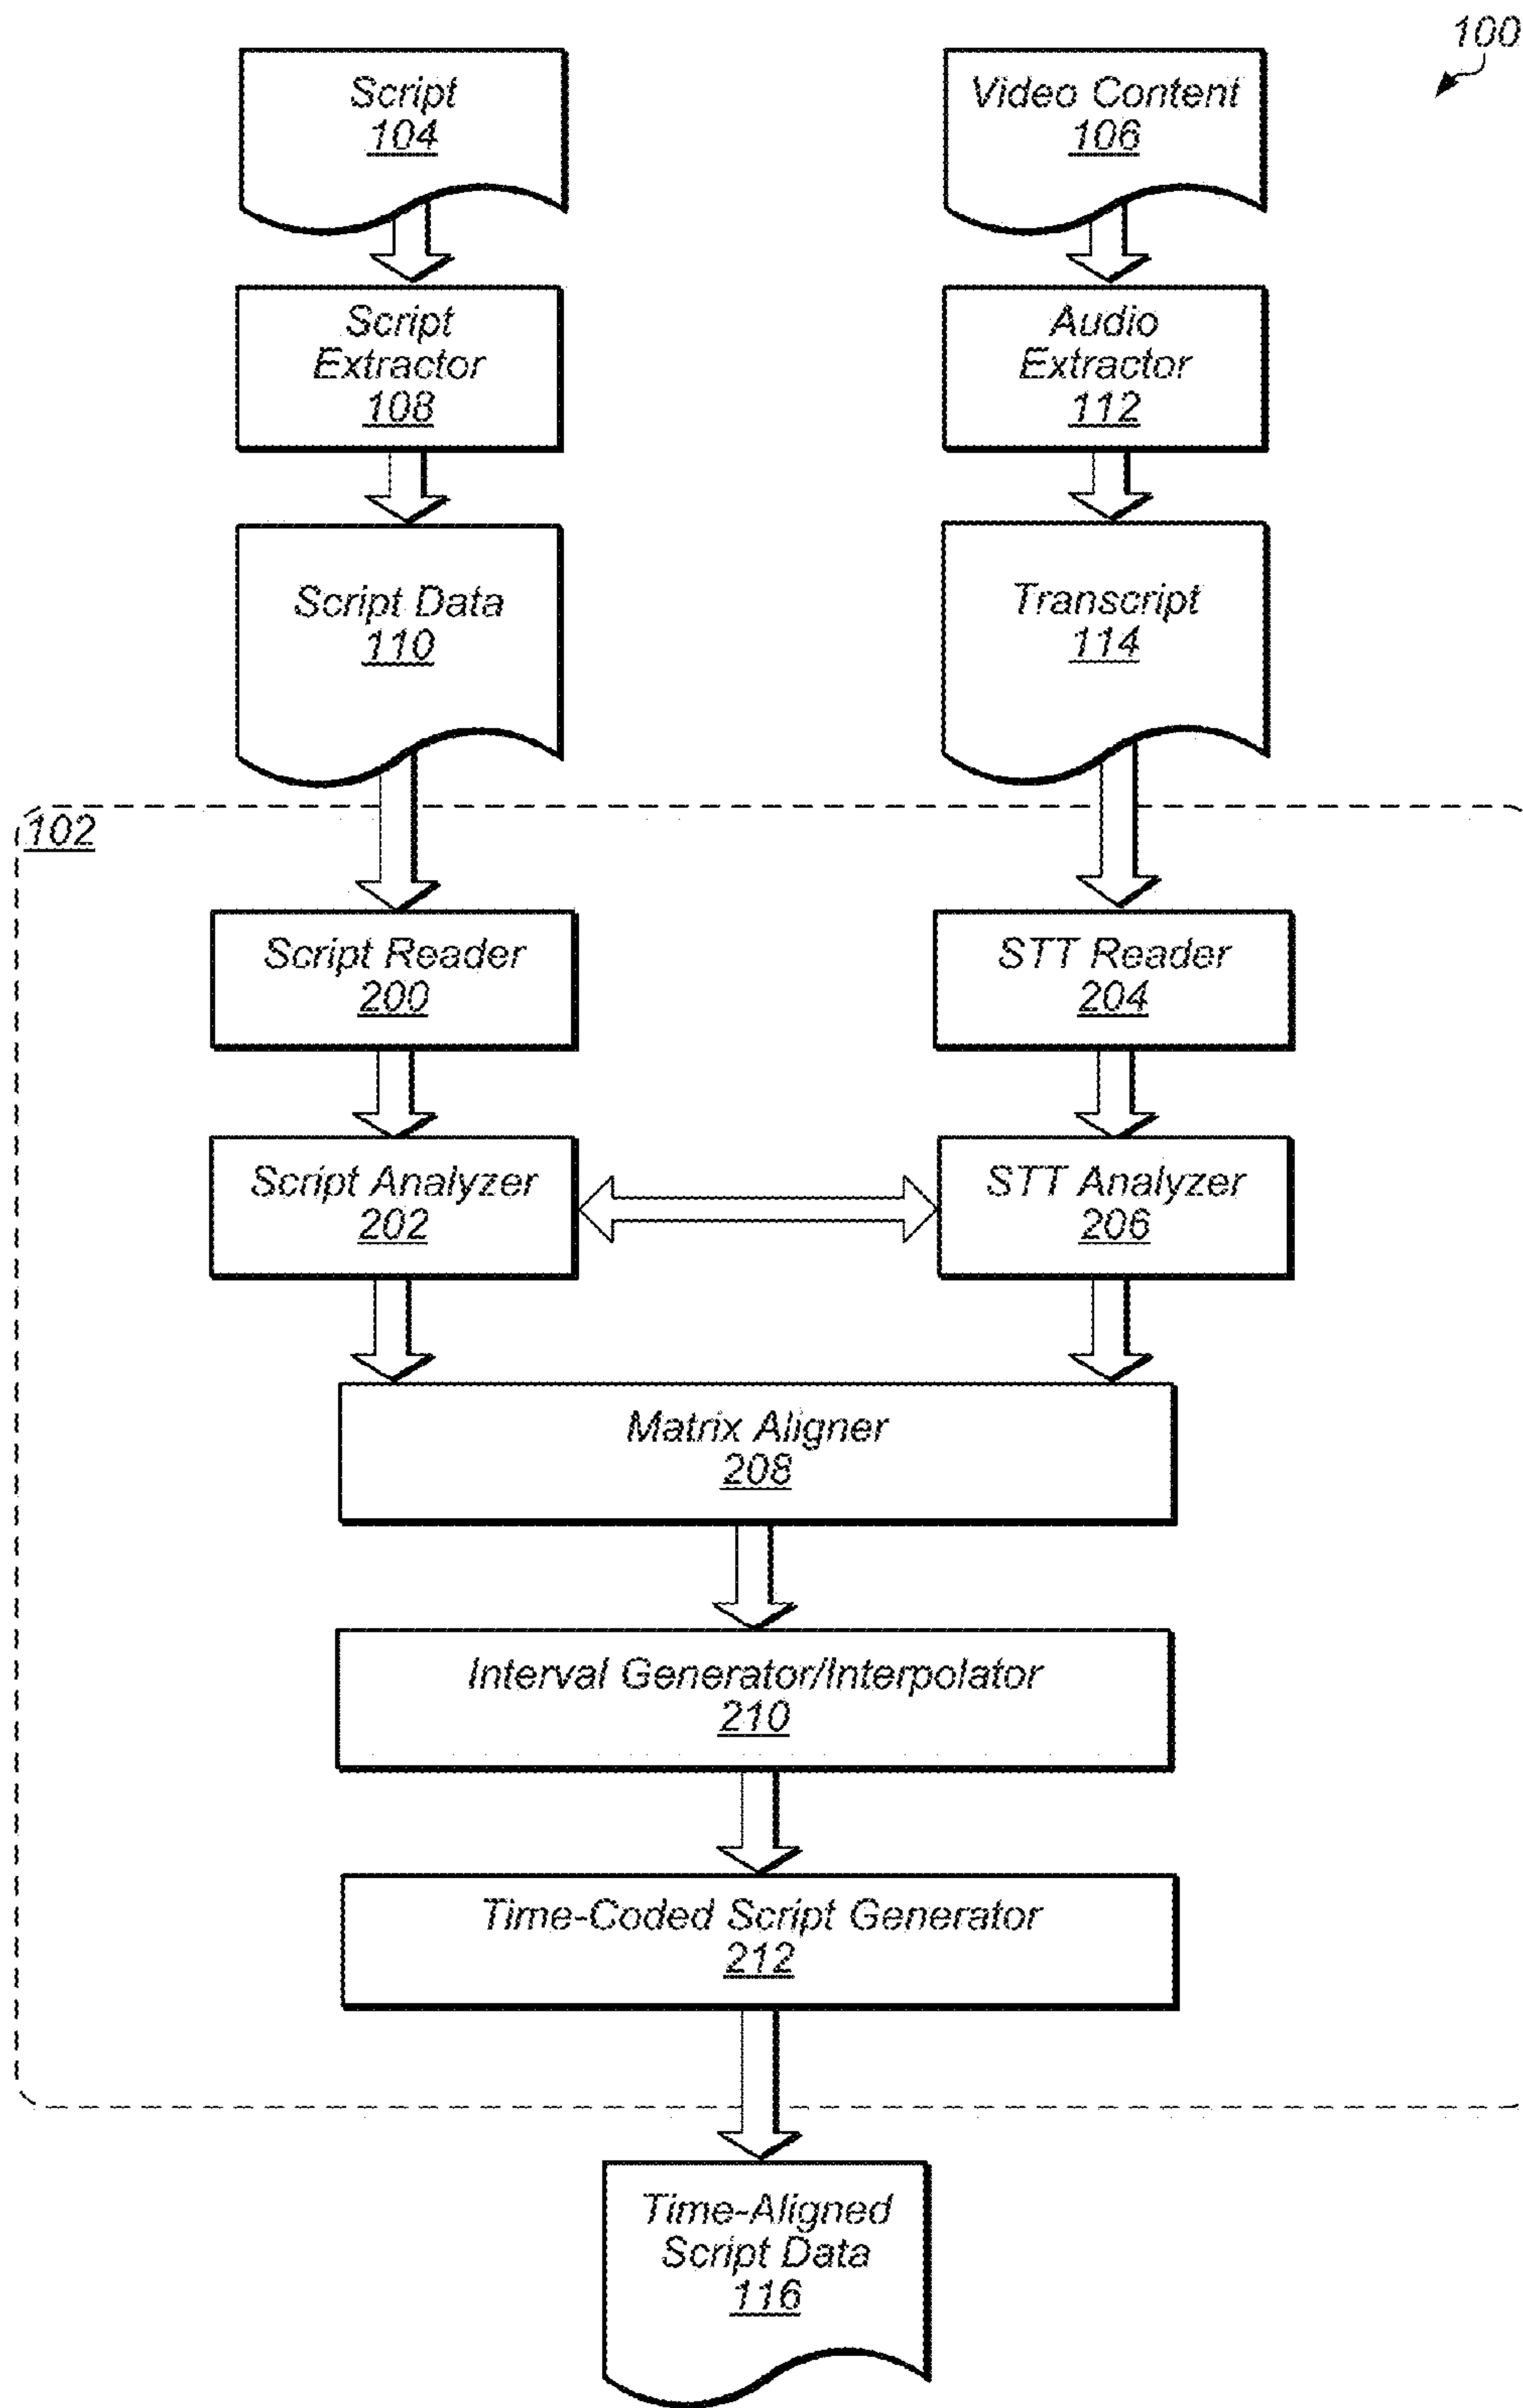 100
Script
104
Video Content
106
Script
Extractor
108
Audio
Extractor
112
Script Data
110
Transcript
114
102
Script Reader
200
STT Reader
204
Script Analyzer
202
STT Analyzer
206
Matrix Aligner
208
Interval Generator/Interpolator
210
Time-Coded Script Generator
212
Time-Aligned
Script Data
116